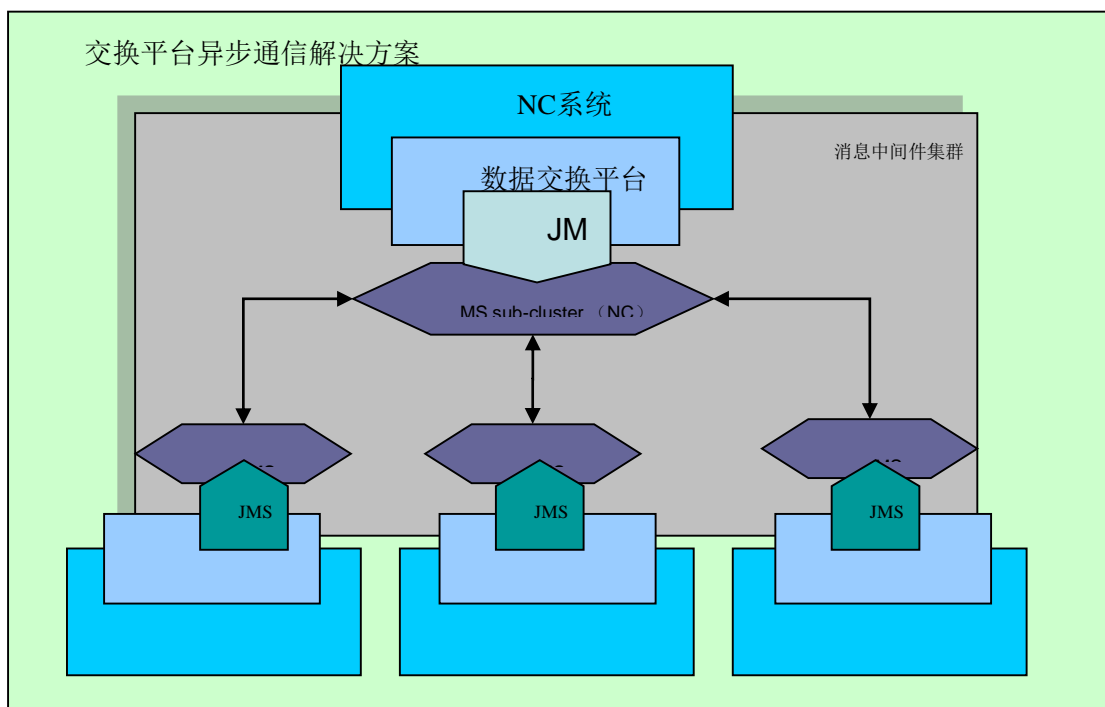 交换平台异步通信解决方案
NC系统
消息中间件集群
数据交换平台
JM
MS sub-cluster （NC）
JMS
JMS
JMS